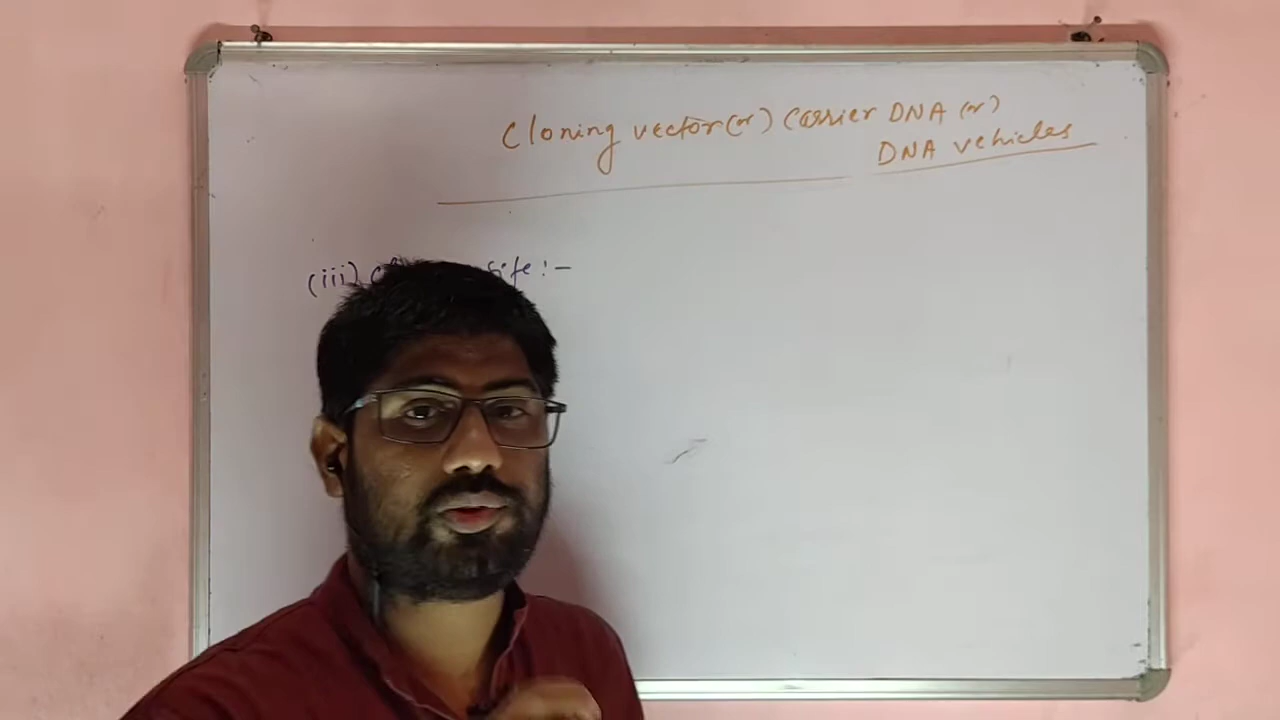 Cloning vector (or) Carrier DNA (or)
DNA vehicles
(iii) site :-